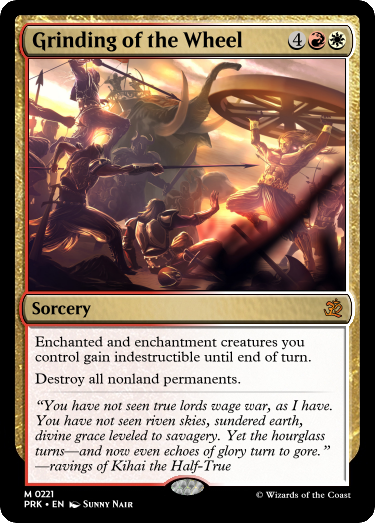 Grinding of the Wheel 4
Sorcery
Enchanted and enchantment creatures you
control gain indestructible until end of turn.
Destroy all nonland permanents.
“You have not seen true lords wage war, as I have.
You have not seen riven skies, sundered earth,
divine grace leveled to savagery. Yet the hourglass
turns—and now even echoes of glory turn to gore.”
—ravings of Kihai the Half-True
M 0221
PRK • EN Sunny Nair © Wizards of the Coast